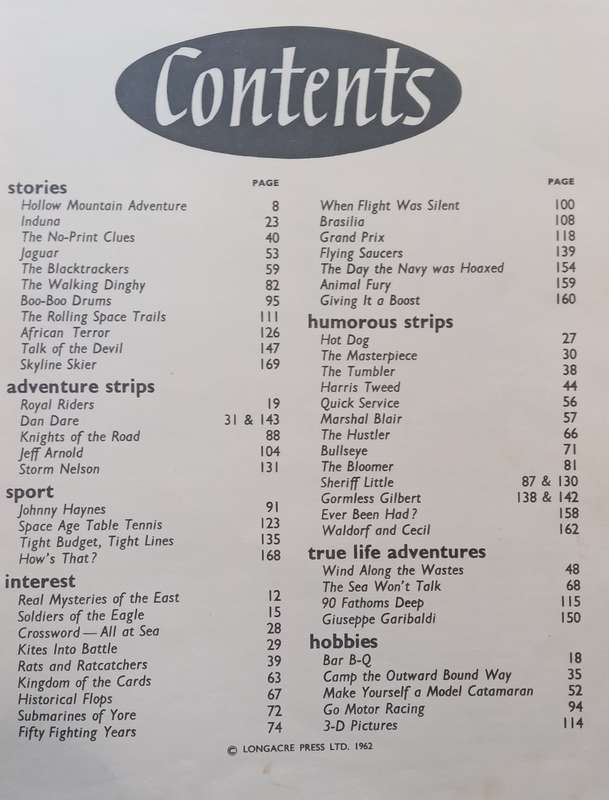 Contents
PAGE
stories
Hollow Mountain Adventure 8
Induna 23
The No-Print Clues 40
Jaguar 53
The Blacktrackers 59
The Walking Dinghy 82
Boo-Boo Drums 95
The Rolling Space Trails 111
African Terror 126
Talk of the Devil 147
Skyline Skier 169
adventure strips
Royal Riders 19
Dan Dare 31 & 143
Knights of the Road 88
Jeff Arnold 104
Storm Nelson 131
sport
Johnny Haynes 91
Space Age Table Tennis 123
Tight Budget, Tight Lines 135
How's That? 168
interest
Real Mysteries of the East 12
Soldiers of the Eagle 15
Crossword — All at Sea 28
Kites Into Battle 29
Rats and Ratcatchers 39
Kingdom of the Cards 63
Historical Flops 67
Submarines of Yore 72
Fifty Fighting Years 74
PAGE
When Flight Was Silent 100
Brasilia 108
Grand Prix 118
Flying Saucers 139
The Day the Navy was Hoaxed 154
Animal Fury 159
Giving It a Boost 160
humorous strips
Hot Dog 27
The Masterpiece 30
The Tumbler 38
Harris Tweed 44
Quick Service 56
Marshal Blair 57
The Hustler 66
Bullseye 71
The Bloomer 81
Sheriff Little 87 & 130
Gormless Gilbert 138 & 142
Ever Been Had? 158
Waldorf and Cecil 162
true life adventures
Wind Along the Wastes 48
The Sea Won't Talk 68
90 Fathoms Deep 115
Giuseppe Garibaldi 150
hobbies
Bar B-Q 18
Camp the Outward Bound Way 35
Make Yourself a Model Catamaran 52
Go Motor Racing 94
3-D Pictures 114
© LONGACRE PRESS LTD. 1962